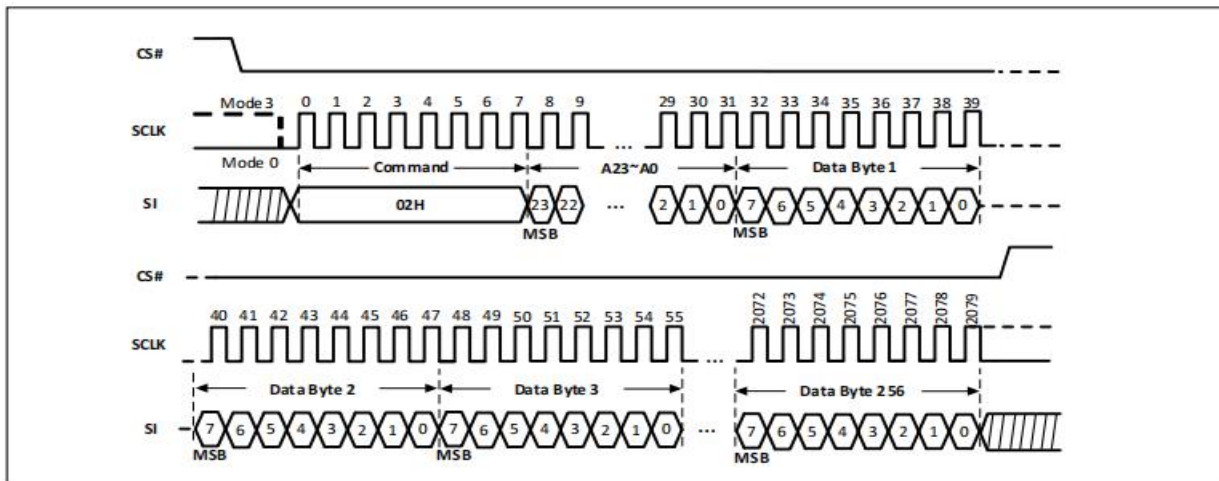 CS#
Mode 3 0 1 2 3 4 5 6 7 8 9 29 30 31 32 33 34 35 36 37 38 39
SCLK ...
Mode 0 Command A23~A0 Data Byte 1
SI 02H 23 22 ... 2 1 0 7 6 5 4 3 2 1 0
MSB MSB
CS#
40 41 42 43 44 45 46 47 48 49 50 51 52 53 54 55 2072 2073 2074 2075 2076 2077 2078 2079
SCLK ...
Data Byte 2 Data Byte 3 Data Byte 256
SI 7 6 5 4 3 2 1 0 7 6 5 4 3 2 1 0 ... 7 6 5 4 3 2 1 0
MSB MSB MSB